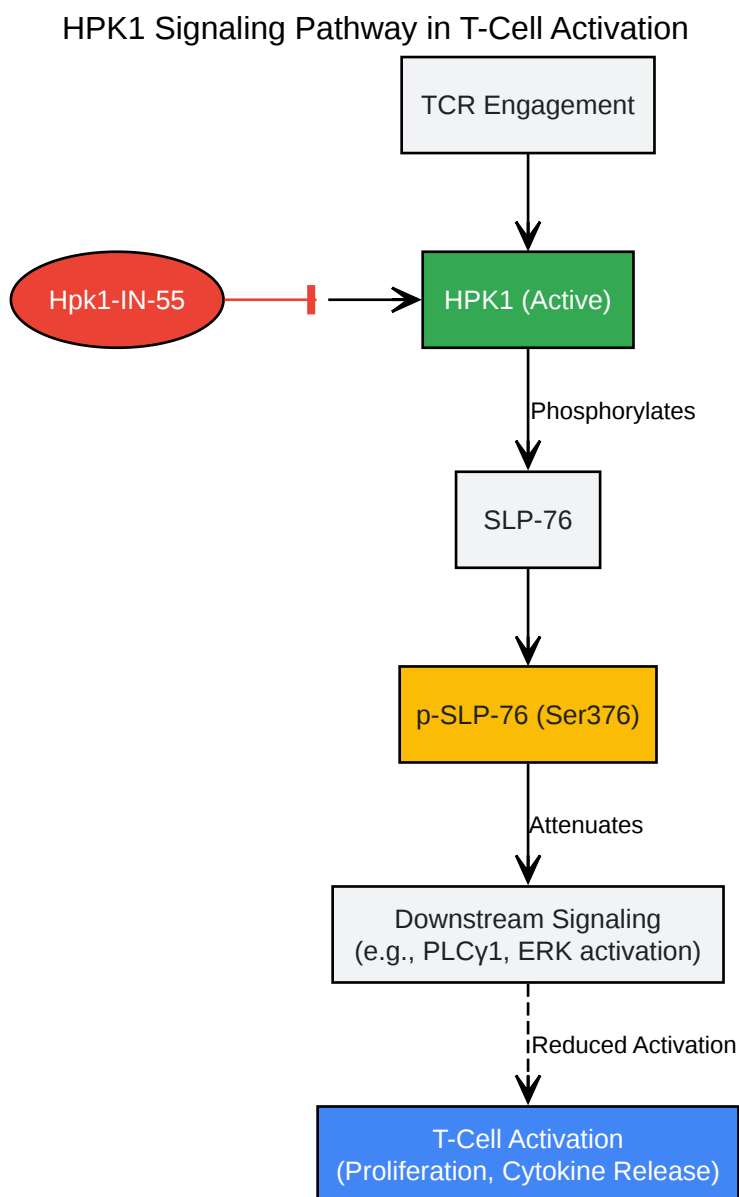 HPK1 Signaling Pathway in T-Cell Activation
TCR Engagement
Hpk1-IN-55
HPK1 (Active)
Phosphorylates
SLP-76
p-SLP-76 (Ser376)
Attenuates
Downstream Signaling
(e.g., PLCγ1, ERK activation)
Reduced Activation
T-Cell Activation
(Proliferation, Cytokine Release)